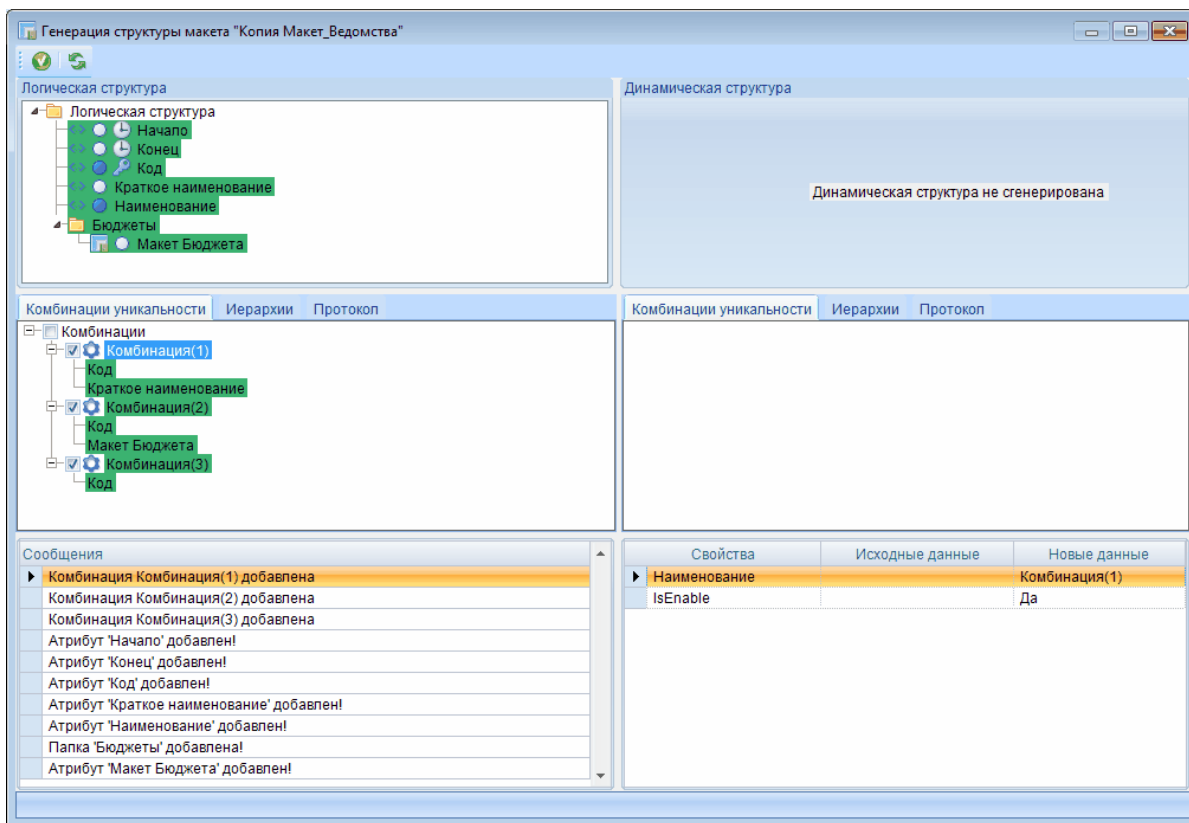 Генерация структуры макета "Копия Макет_Ведомства"
Логическая структура
Логическая структура
Начало
Конец
Код
Краткое наименование
Наименование
Бюджеты
Макет Бюджета
Динамическая структура
Динамическая структура не сгенерирована
Комбинации уникальности Иерархии Протокол
Комбинации
Комбинация(1)
Код
Краткое наименование
Комбинация(2)
Код
Макет Бюджета
Комбинация(3)
Код
Комбинации уникальности Иерархии Протокол
Сообщения
Комбинация Комбинация(1) добавлена
Комбинация Комбинация(2) добавлена
Комбинация Комбинация(3) добавлена
Атрибут 'Начало' добавлен!
Атрибут 'Конец' добавлен!
Атрибут 'Код' добавлен!
Атрибут 'Краткое наименование' добавлен!
Атрибут 'Наименование' добавлен!
Папка 'Бюджеты' добавлена!
Атрибут 'Макет Бюджета' добавлен!
Свойства Исходные данные Новые данные
Наименование Комбинация(1)
IsEnable Да